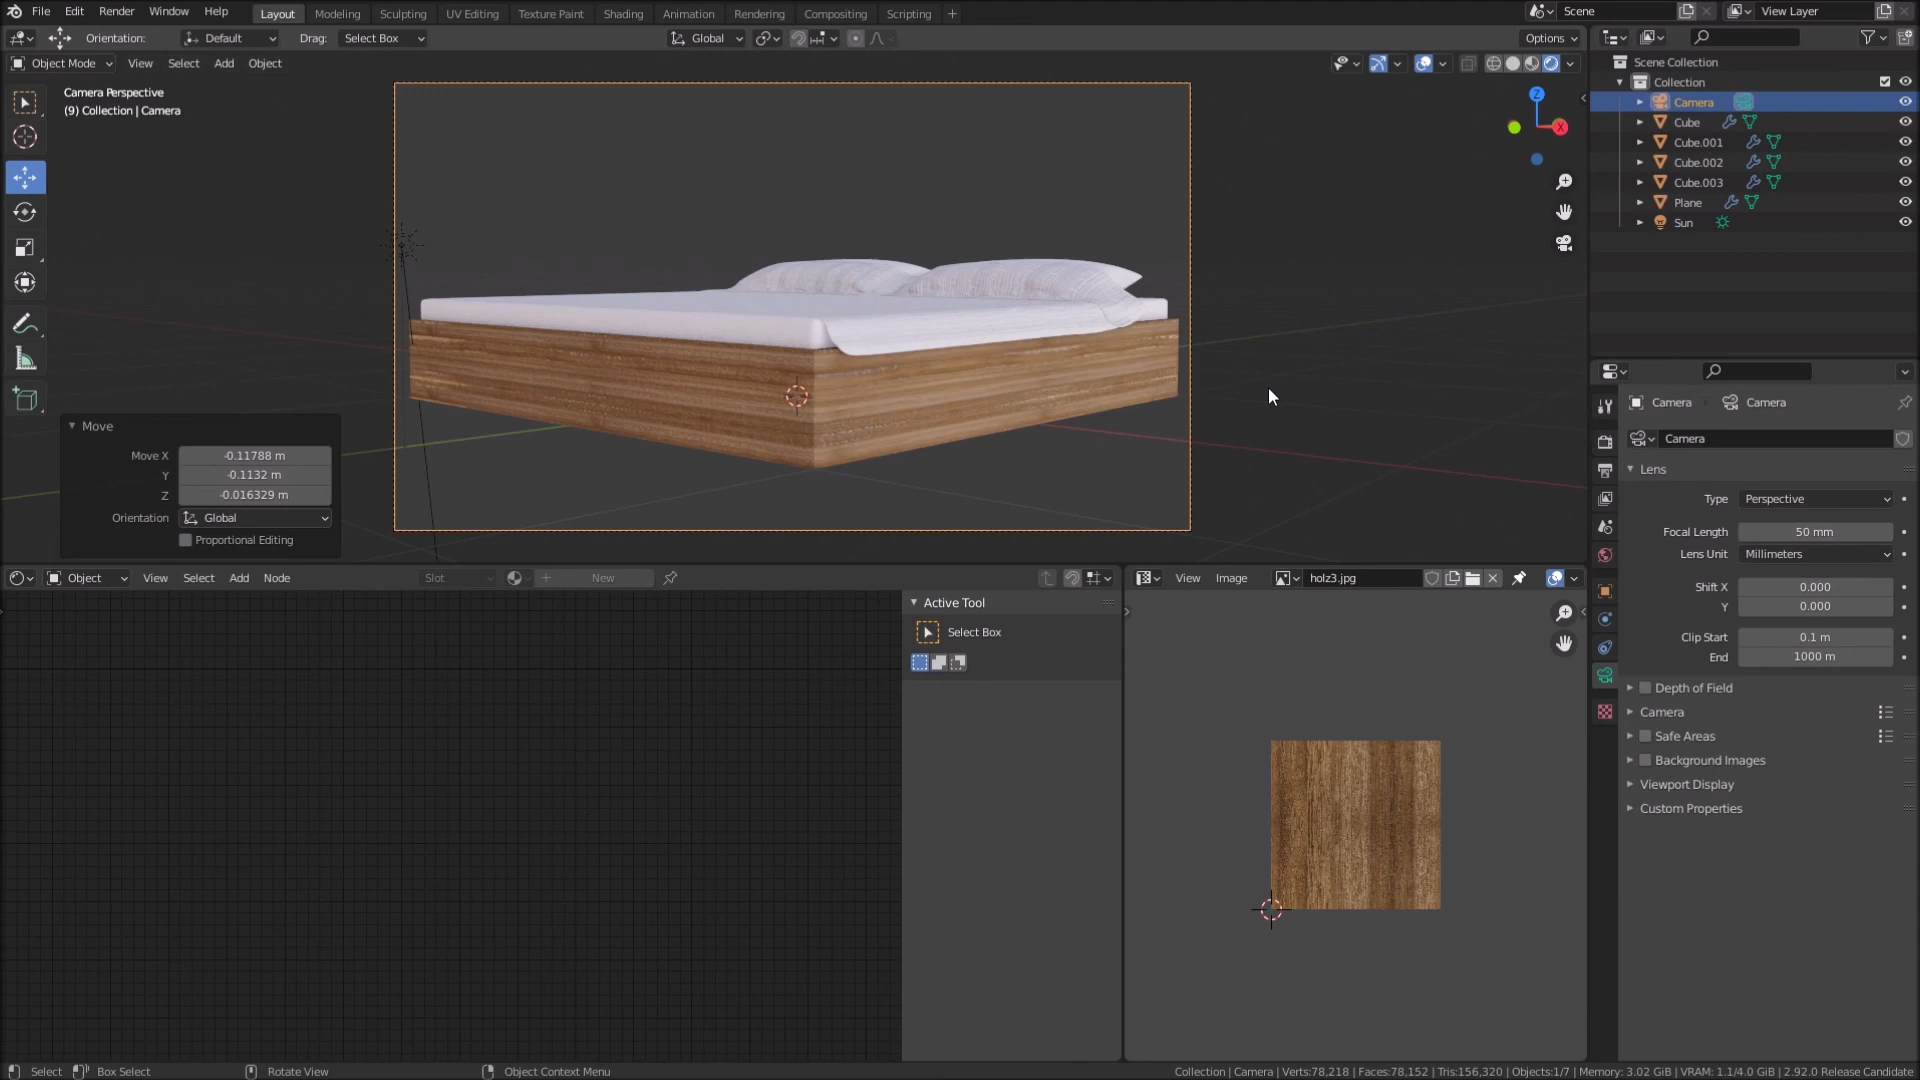 File Edit Render Window Help Layout Modeling Sculpting UV Editing Texture Paint Shading Animation Rendering Compositing Scripting + Scene View Layer
Orientation: Default Drag: Select Box Global Options
Object Mode View Select Add Object
Camera Perspective
(9) Collection | Camera
Z
X
Move
Move X -0.11788 m
Y -0.1132 m
Z -0.016329 m
Orientation Global
Proportional Editing
Scene Collection
Collection
Camera
Cube
Cube.001
Cube.002
Cube.003
Plane
Sun
Camera Camera
Camera
Lens
Type Perspective
Focal Length 50 mm
Lens Unit Millimeters
Shift X 0.000
Y 0.000
Clip Start 0.1 m
End 1000 m
Depth of Field
Camera
Safe Areas
Background Images
Viewport Display
Custom Properties
Object View Select Add Node Slot New
Active Tool
Select Box
View Image holz3.jpg
Select Box Select Rotate View Object Context Menu
Collection | Camera | Verts:78,218 | Faces:78,152 | Tris:156,320 | Objects:1/7 | Memory: 3.02 GiB | VRAM: 1.1/4.0 GiB | 2.92.0 Release Candidate